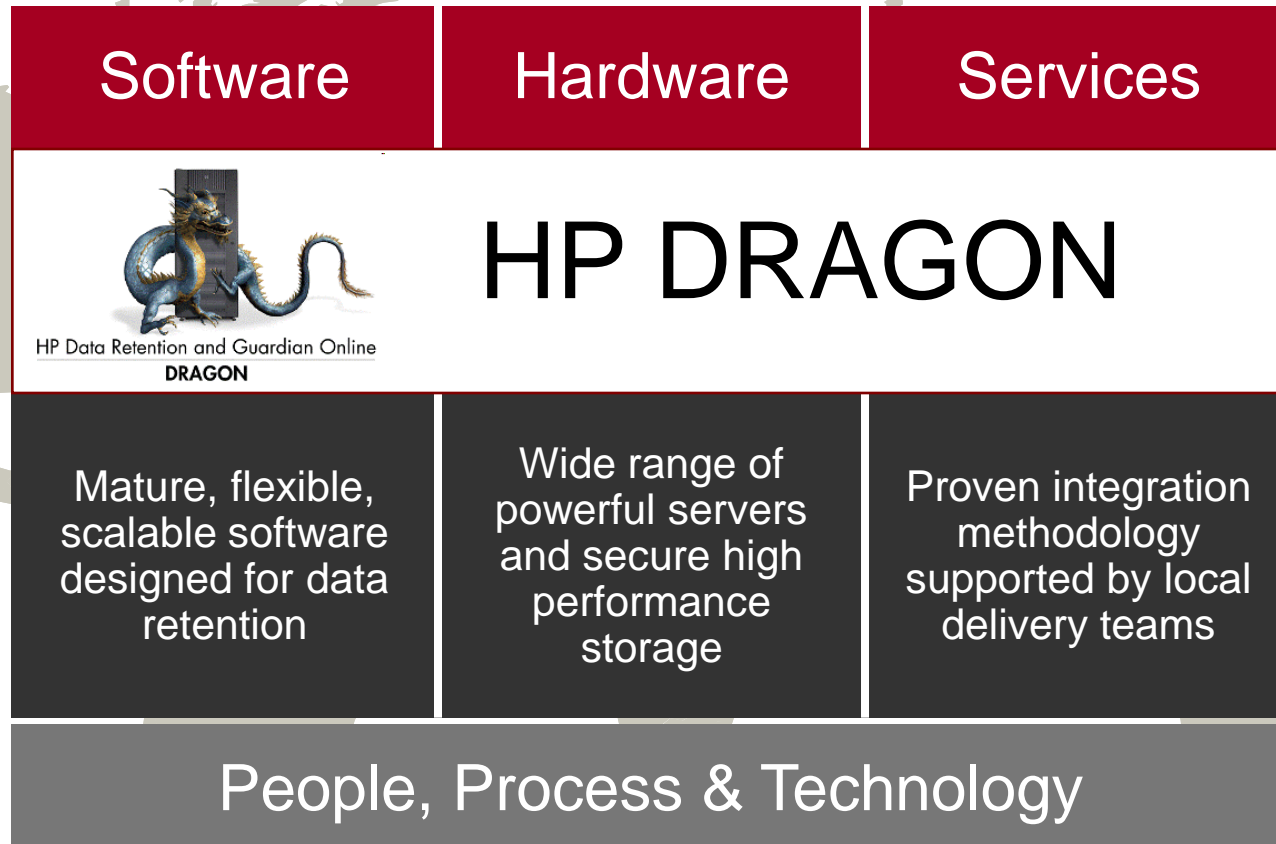 Software
Hardware
Services
HP Data Retention and Guardian Online
DRAGON
HP DRAGON
Mature, flexible,
scalable software
designed for data
retention
Wide range of
powerful servers
and secure high
performance
storage
Proven integration
methodology
supported by local
delivery teams
People, Process & Technology